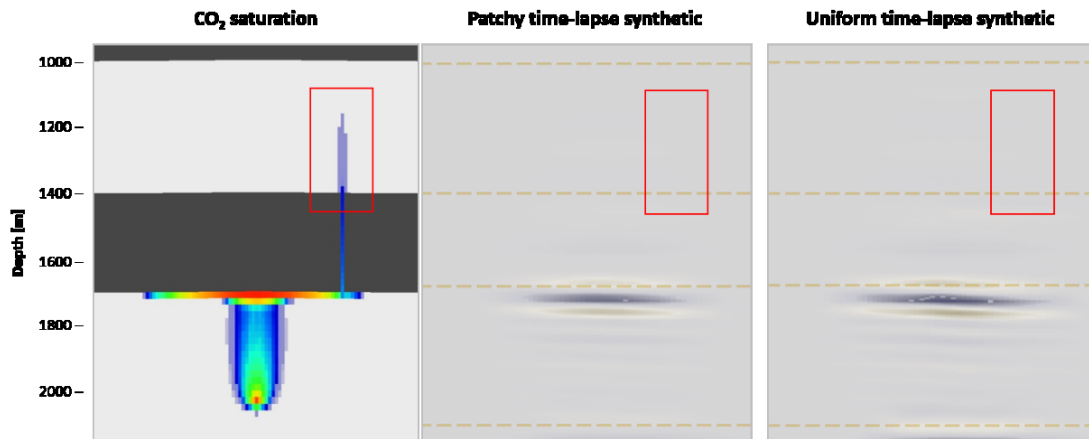 CO₂ saturation
Patchy time-lapse synthetic
Uniform time-lapse synthetic
Depth [m]
1000
1200
1400
1600
1800
2000